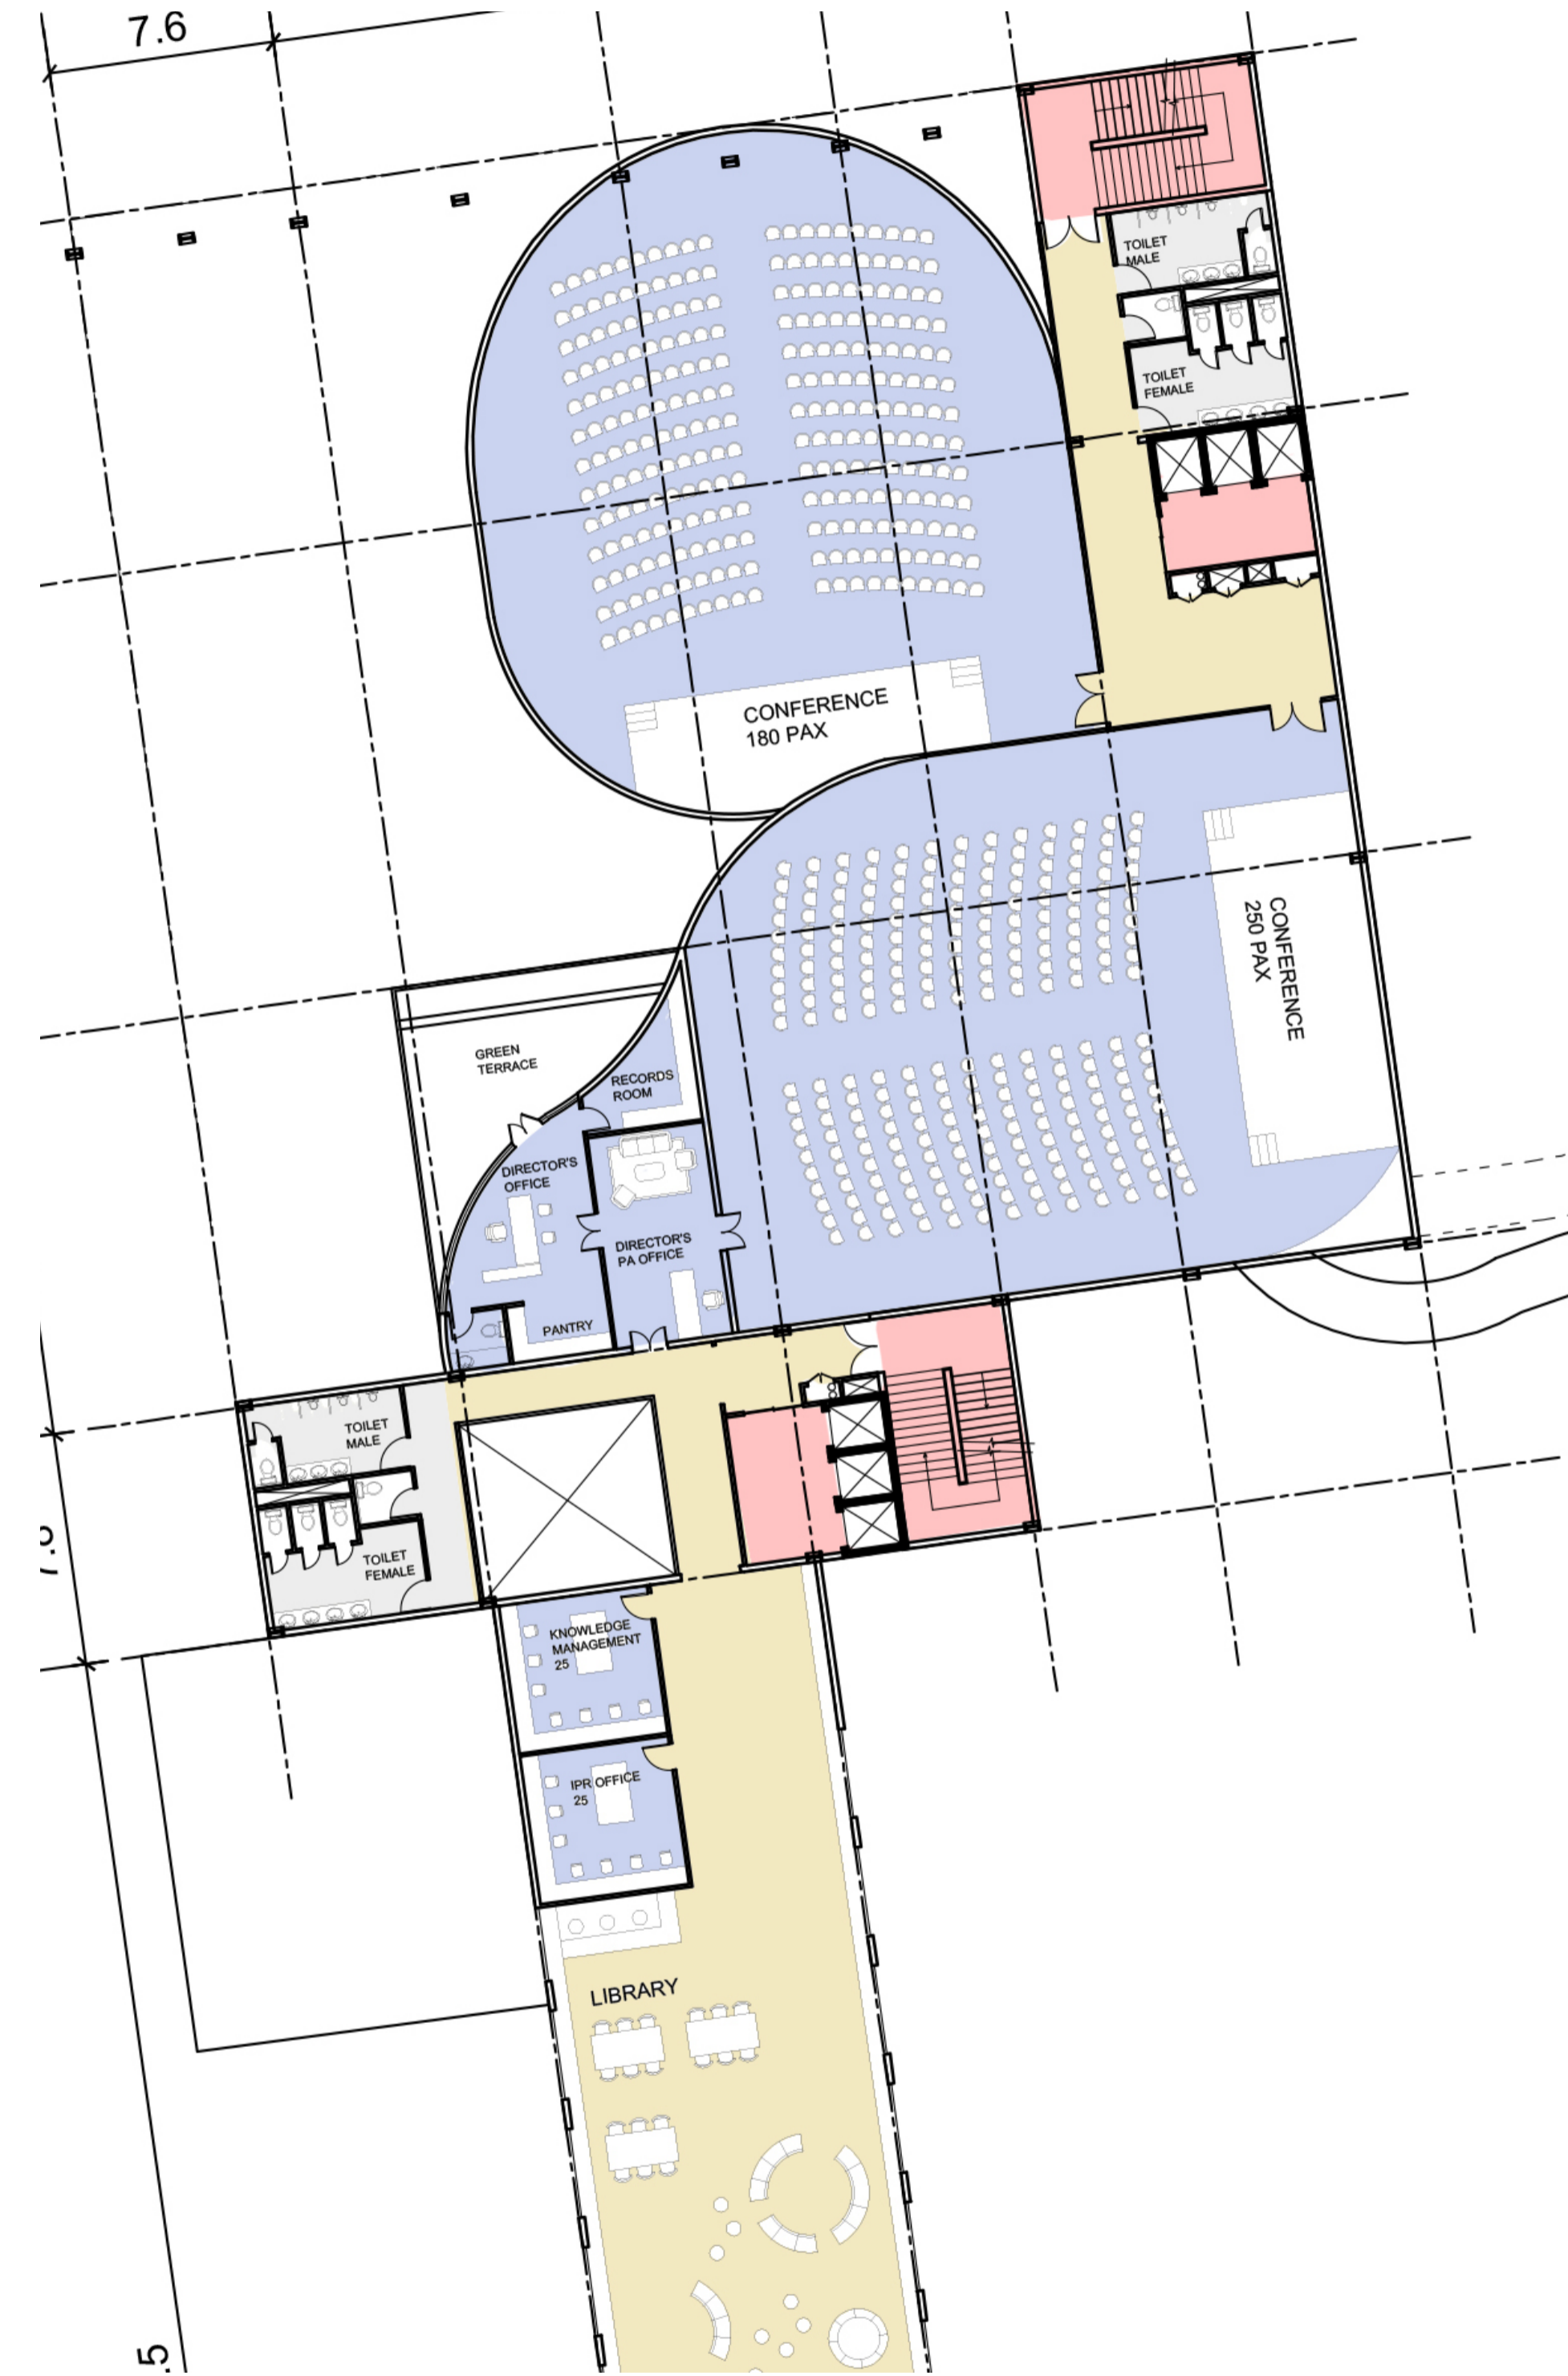 7.6
TOILET
MALE
TOILET
FEMALE
CONFERENCE
180 PAX
CONFERENCE
250 PAX
GREEN
TERRACE
RECORDS
ROOM
DIRECTOR'S
OFFICE
DIRECTOR'S
PA OFFICE
PANTRY
TOILET
MALE
TOILET
FEMALE
KNOWLEDGE
MANAGEMENT
25
IPR OFFICE
25
LIBRARY
.5